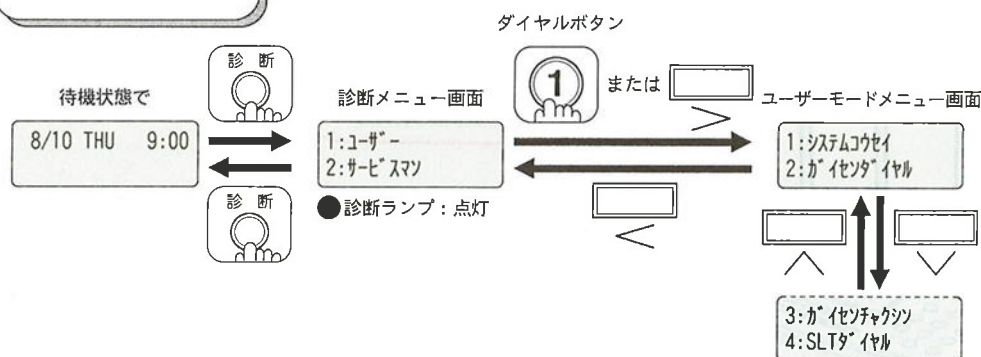 ダイヤルボタン
診 断
1
または
待機状態で
診断メニュー画面
ユーザーモードメニュー画面
8/10 THU 9:00
1:ユーザー
2:サービスマン
1:システムコウセイ
2:ガイセンダイヤル
>
診 断
●診断ランプ:点灯
<
∧
∨
3:ガイセンチャクシン
4:SLTダイヤル